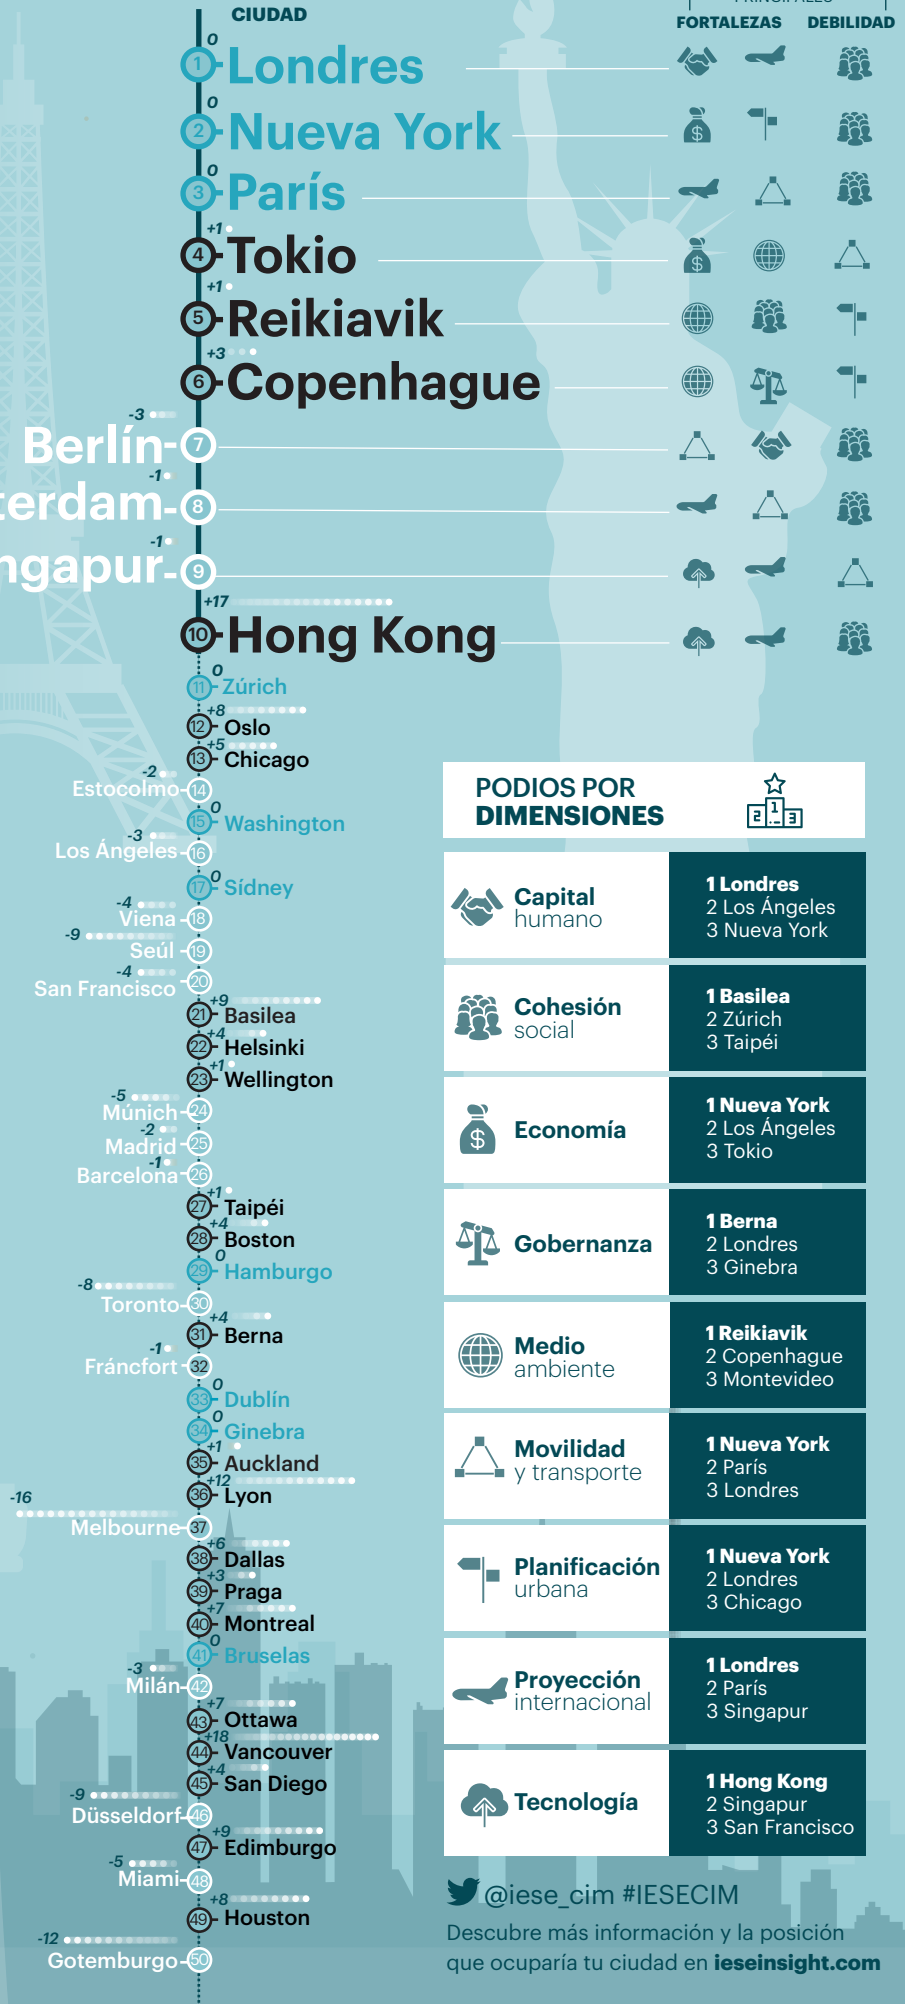 CIUDAD
FORTALEZAS DEBILIDAD
0
1 Londres
0
2 Nueva York
0
3 París
+1
4 Tokio
+1
5 Reikiavik
+3
6 Copenhague
-3
Berlín 7
-1
terdam 8
-1
ngapur 9
+17
10 Hong Kong
0
11 Zúrich
+8
12 Oslo
+5
13 Chicago
-2
Estocolmo 14
0
15 Washington
-3
Los Ángeles 16
0
17 Sídney
-4
Viena 18
-9
Seúl 19
-4
San Francisco 20
+9
21 Basilea
+4
22 Helsinki
+1
23 Wellington
-5
Múnich 24
-2
Madrid 25
-1
Barcelona 26
+1
27 Taipéi
+4
28 Boston
0
29 Hamburgo
-8
Toronto 30
+4
31 Berna
-1
Fráncfort 32
0
33 Dublín
0
34 Ginebra
+1
35 Auckland
+12
36 Lyon
-16
Melbourne 37
+6
38 Dallas
+3
39 Praga
+7
40 Montreal
0
41 Bruselas
-3
Milán 42
+7
43 Ottawa
+18
44 Vancouver
+4
45 San Diego
-9
Düsseldorf 46
+9
47 Edimburgo
-5
Miami 48
+8
49 Houston
-12
Gotemburgo 50
PODIOS POR
DIMENSIONES
2 1 3
Capital
humano
1 Londres
2 Los Ángeles
3 Nueva York
Cohesión
social
1 Basilea
2 Zúrich
3 Taipéi
Economía
1 Nueva York
2 Los Ángeles
3 Tokio
Gobernanza
1 Berna
2 Londres
3 Ginebra
Medio
ambiente
1 Reikiavik
2 Copenhague
3 Montevideo
Movilidad
y transporte
1 Nueva York
2 París
3 Londres
Planificación
urbana
1 Nueva York
2 Londres
3 Chicago
Proyección
internacional
1 Londres
2 París
3 Singapur
Tecnología
1 Hong Kong
2 Singapur
3 San Francisco
@iese_cim #IESECIM
Descubre más información y la posición
que ocuparía tu ciudad en ieseinsight.com